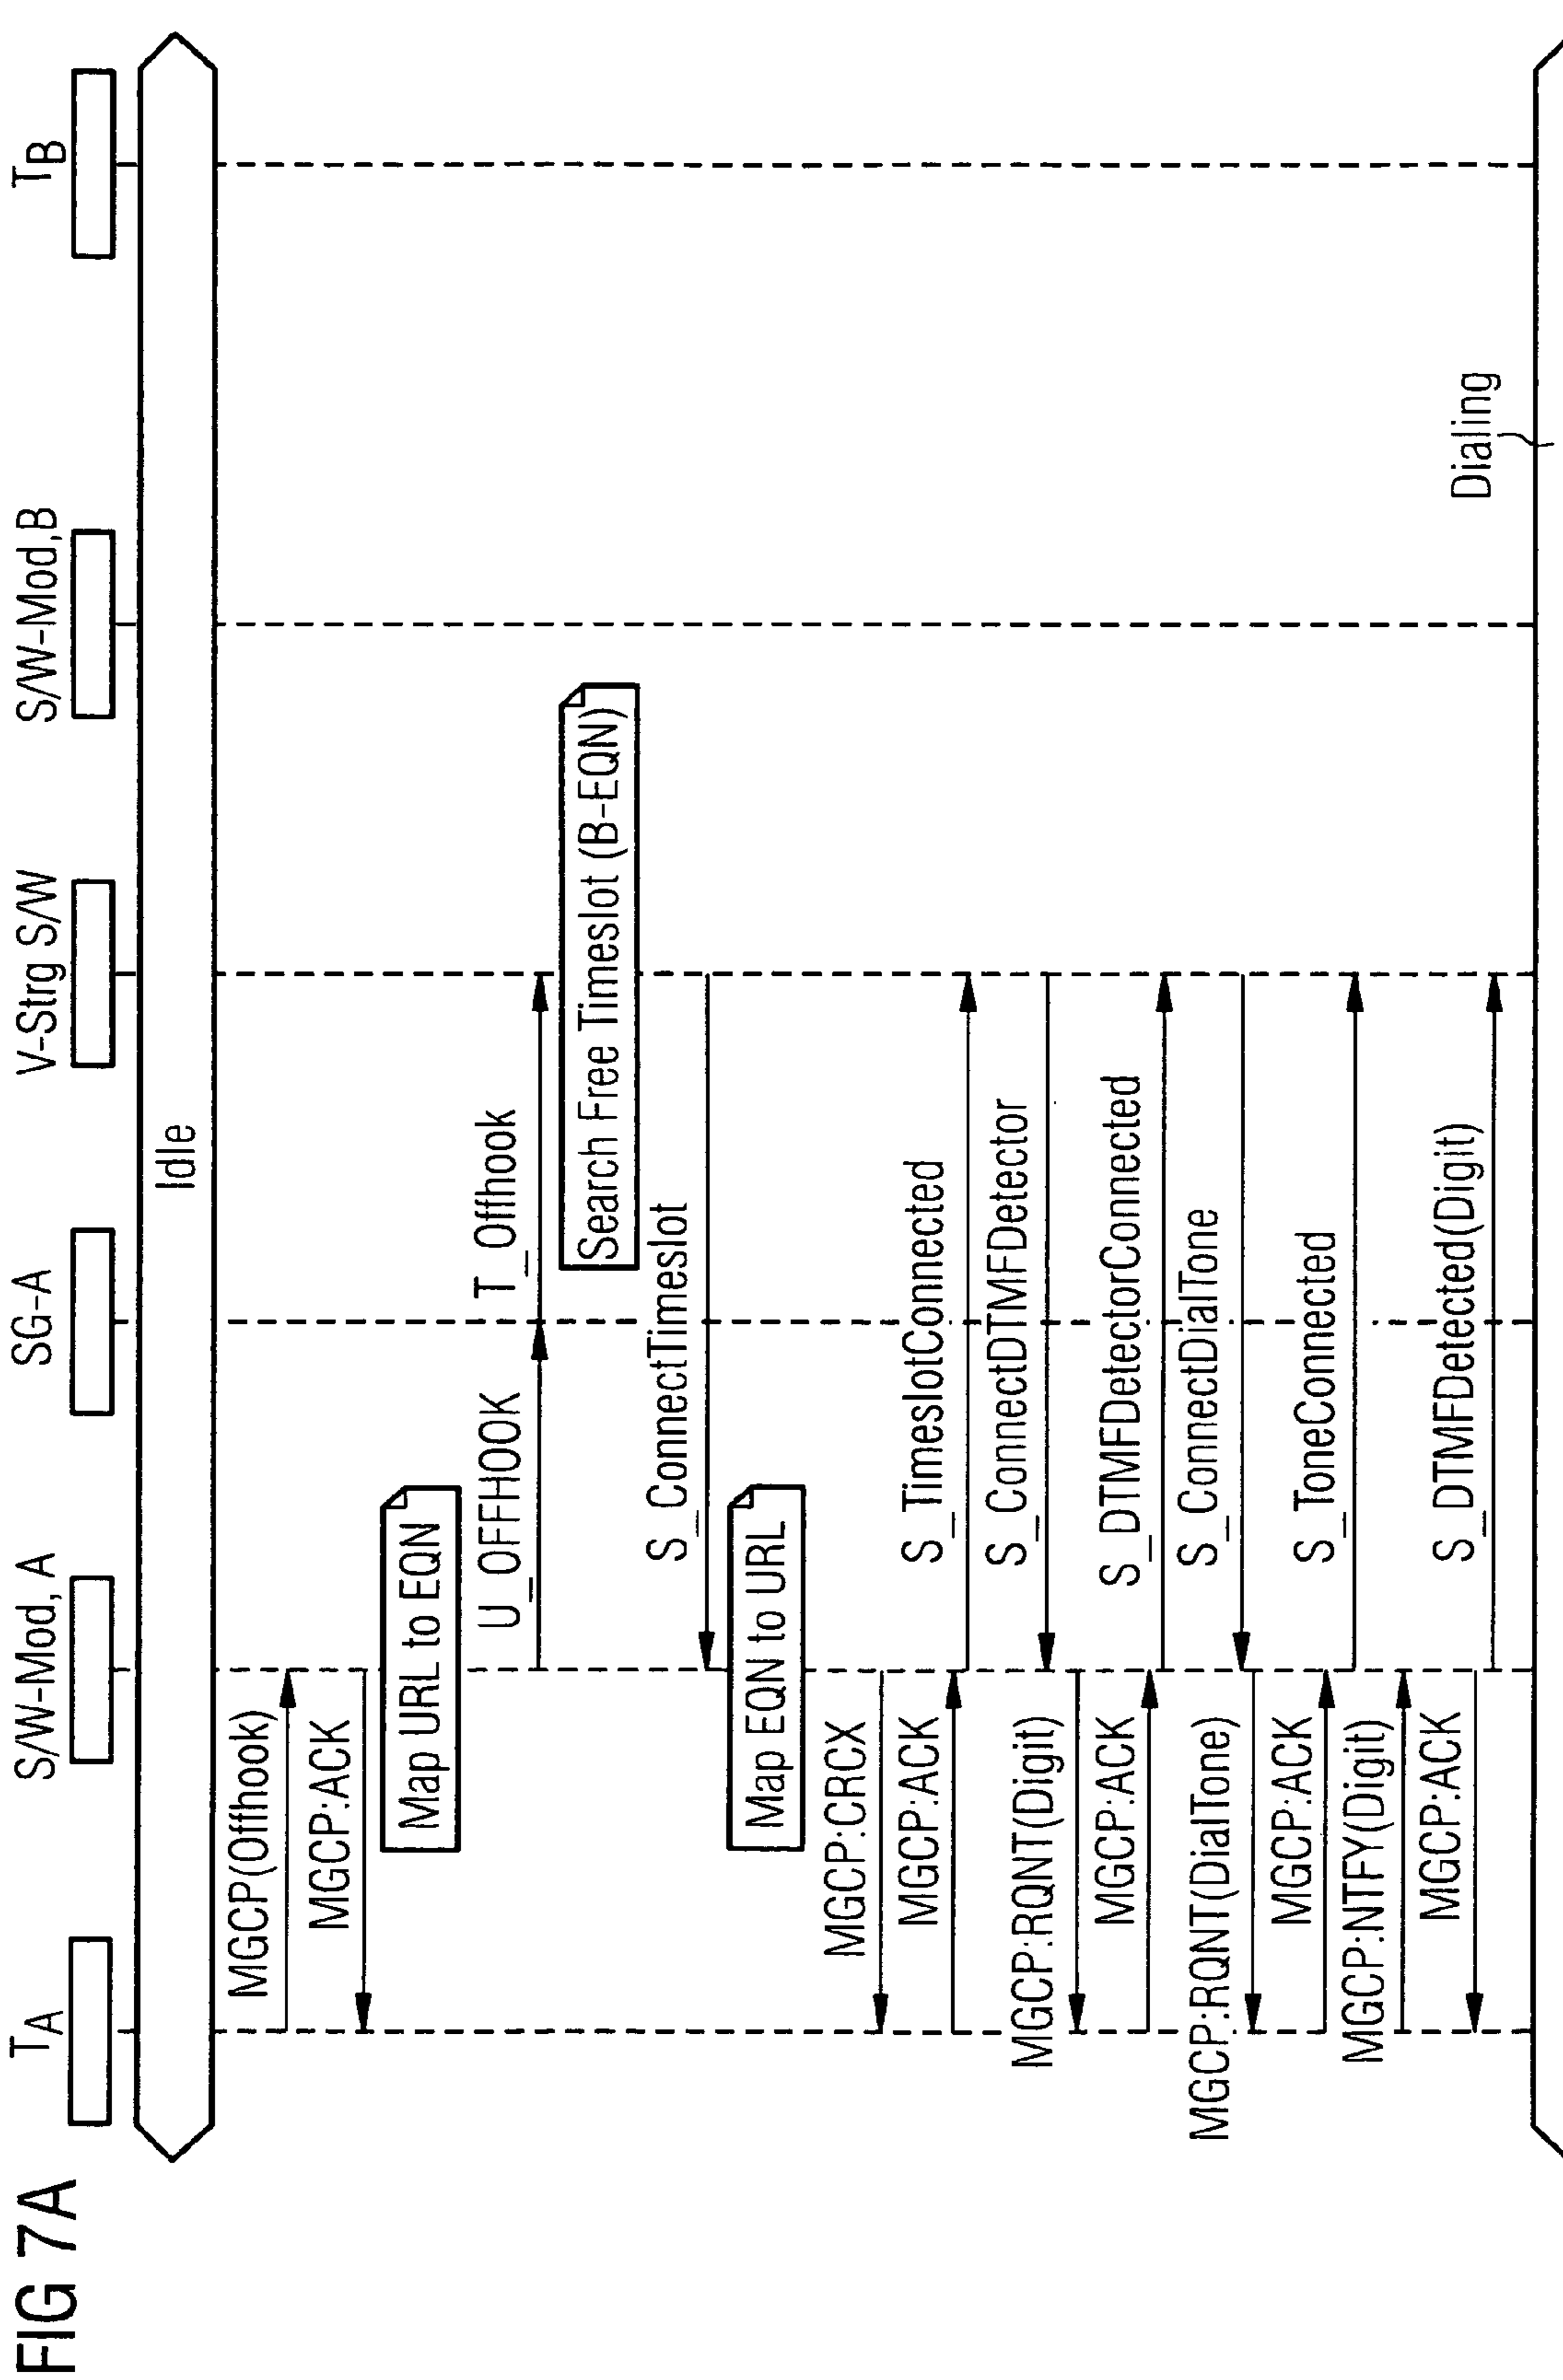 FIG 7A
TA
S/W-Mod, A
SG-A
V-Strg S/W
S/W-Mod,B
TB
Idle
MGCP(Offhook)
MGCP:ACK
Map URL to EQN
U_OFFHOOK
T_Offhook
Search Free Timeslot (B-EQN)
S_ConnectTimeslot
Map EQN to URL
MGCP:CRCX
MGCP:ACK
S_TimeslotConnected
S_ConnectDTMFDetector
MGCP:RQNT(Digit)
MGCP:ACK
S_DTMFDetectorConnected
S_ConnectDialTone
MGCP:RQNT(DialTone)
MGCP:ACK
S_ToneConnected
MGCP:NTFY(Digit)
MGCP:ACK
S_DTMFDetected(Digit)
Dialing